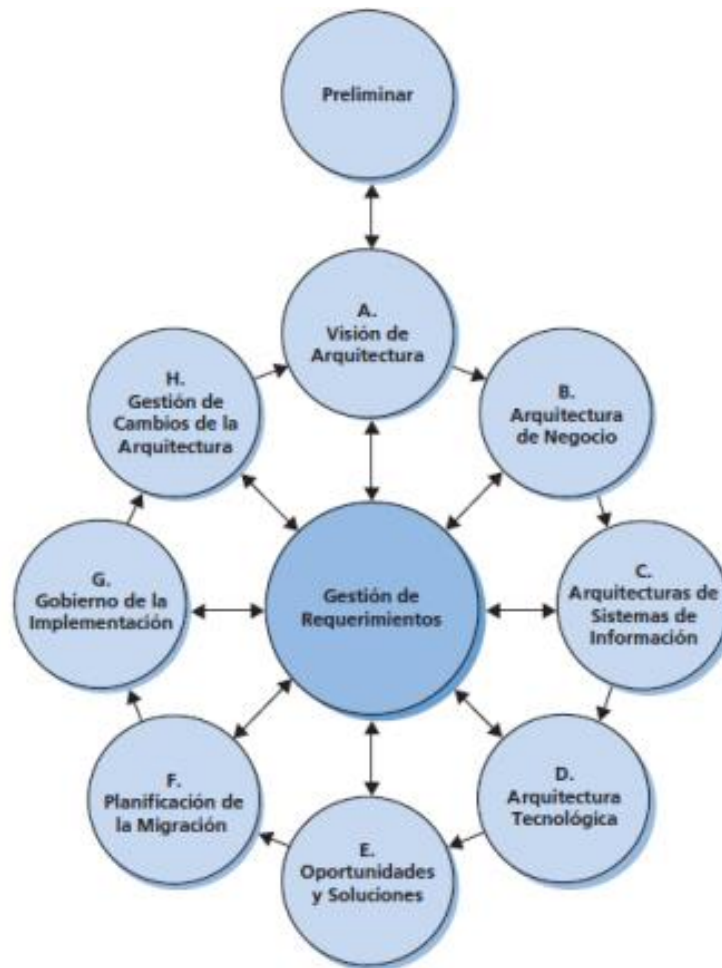 Preliminar
A.
Visión de
Arquitectura
H.
Gestión de
Cambios de la
Arquitectura
B.
Arquitectura
de Negocio
G.
Gobierno de la
Implementación
Gestión de
Requerimientos
C.
Arquitecturas de
Sistemas de
Información
F.
Planificación de
la Migración
D.
Arquitectura
Tecnológica
E.
Oportunidades
y Soluciones